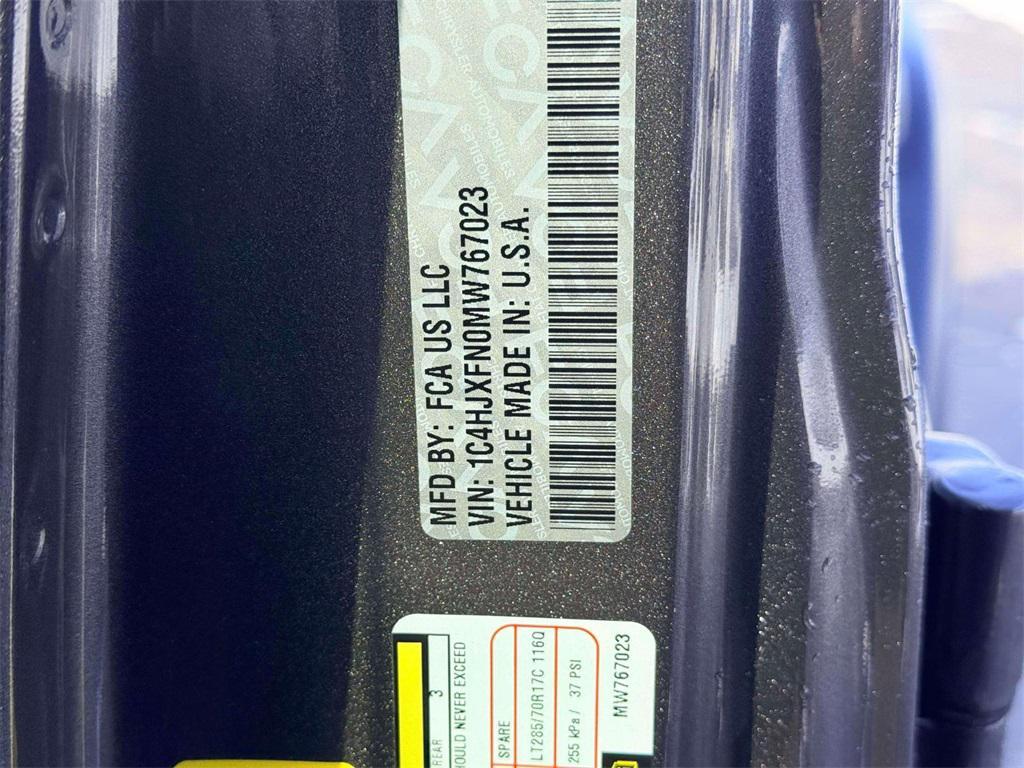 MFD BY: FCA US LLC
VIN: 1C4HJXFN0MW767023
VEHICLE MADE IN: U.S.A.
REAR 3
OULD NEVER EXCEED
SPARE
LT285/70R17C 116Q
255 kPa / 37 PSI
MW767023